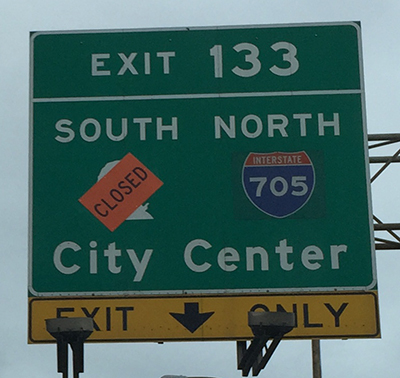 EXIT 133
SOUTH NORTH
CLOSED
INTERSTATE
705
City Center
EXIT ONLY